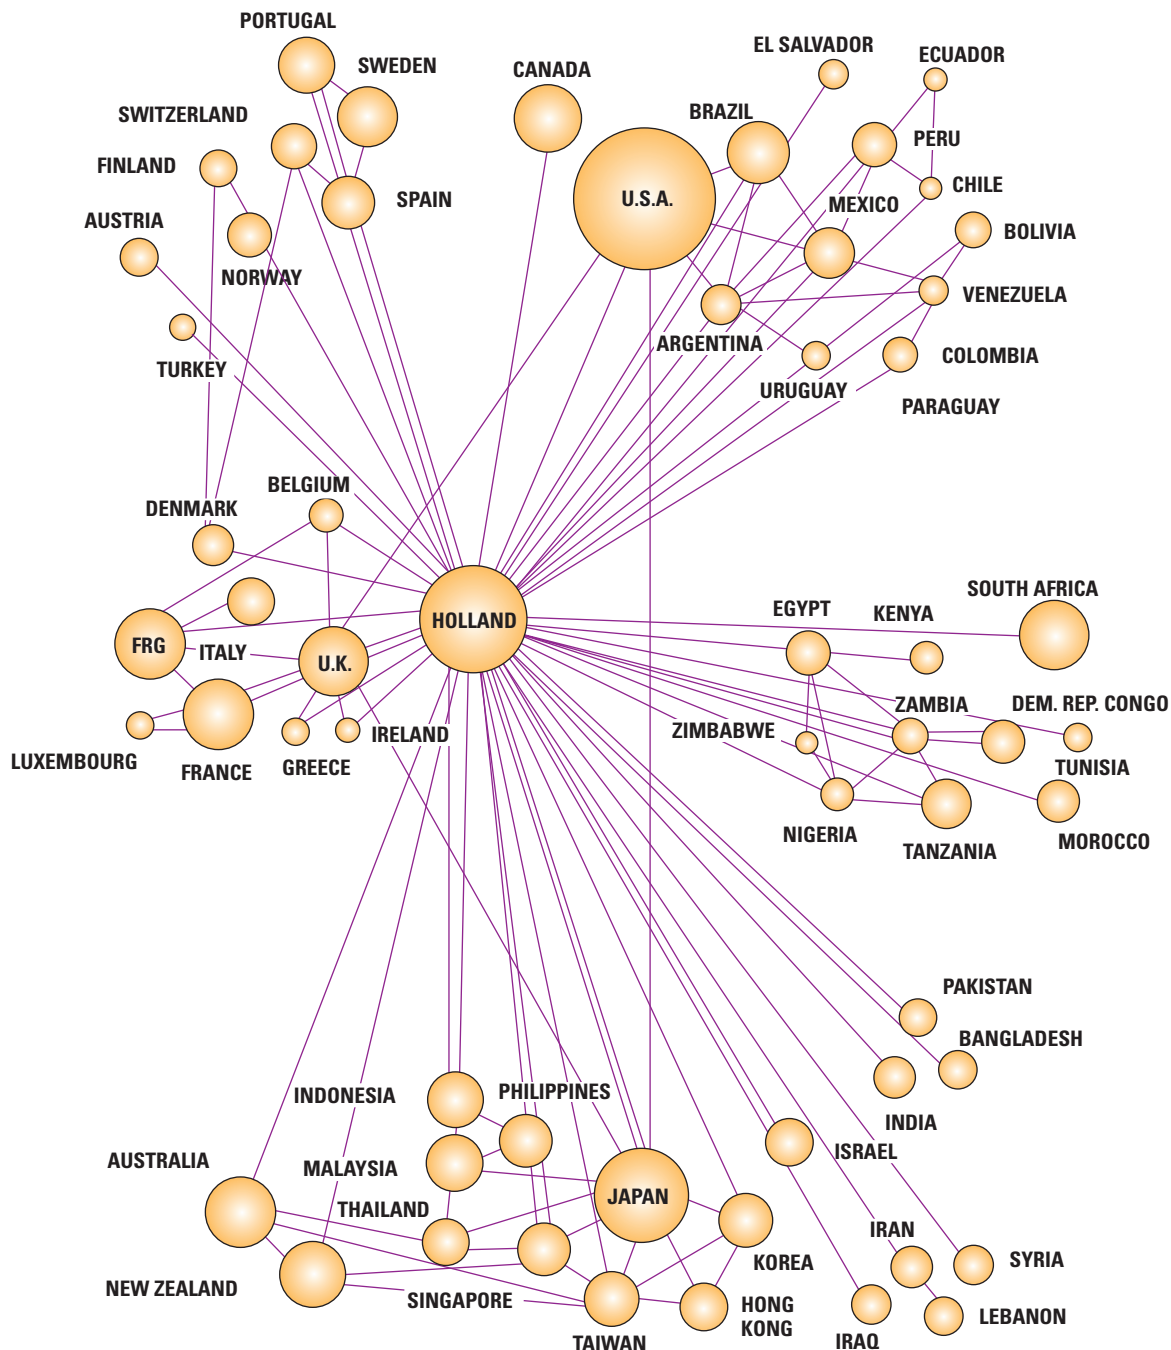 PORTUGAL
EL SALVADOR
ECUADOR
SWEDEN
CANADA
SWITZERLAND
BRAZIL
PERU
FINLAND
CHILE
U.S.A.
SPAIN
MEXICO
AUSTRIA
BOLIVIA
NORWAY
VENEZUELA
ARGENTINA
COLOMBIA
TURKEY
URUGUAY
PARAGUAY
BELGIUM
DENMARK
SOUTH AFRICA
EGYPT
KENYA
HOLLAND
FRG
ITALY
U.K.
DEM. REP. CONGO
ZAMBIA
IRELAND
ZIMBABWE
LUXEMBOURG
FRANCE
GREECE
TUNISIA
NIGERIA
TANZANIA
MOROCCO
PAKISTAN
BANGLADESH
INDONESIA
PHILIPPINES
INDIA
ISRAEL
AUSTRALIA
MALAYSIA
JAPAN
THAILAND
IRAN
KOREA
SYRIA
NEW ZEALAND
SINGAPORE
HONG
KONG
LEBANON
TAIWAN
IRAQ